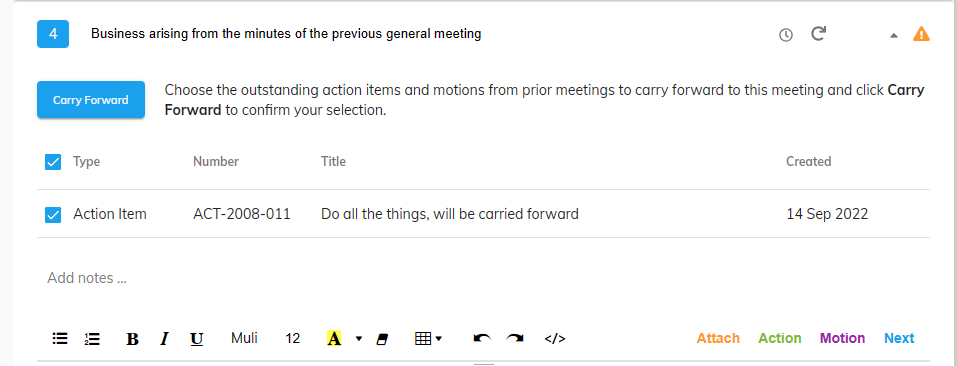 4 Business arising from the minutes of the previous general meeting
Carry Forward
Choose the outstanding action items and motions from prior meetings to carry forward to this meeting and click Carry
Forward to confirm your selection.
Type Number Title Created
Action Item ACT-2008-011 Do all the things, will be carried forward 14 Sep 2022
Add notes ...
B I U Muli 12 A </> Attach Action Motion Next